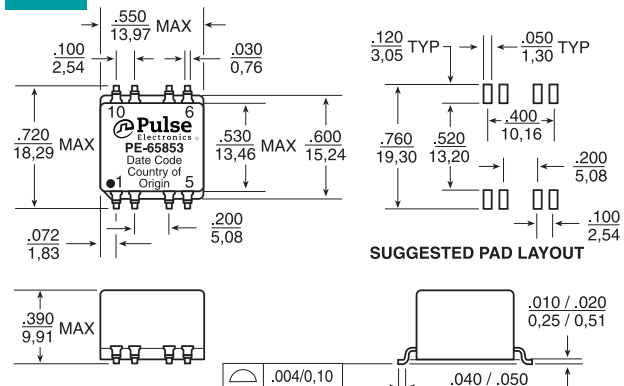 .550
13,97 MAX
.100
2,54
.030
0,76
.120
3,05 TYP
.050
1,30 TYP
10 6
Pulse
Electronics
PE-65853
Date Code
Country of
Origin
1 5
.720
18,29 MAX
.530
13,46 MAX
.600
15,24
.400
10,16
.760
19,30
.520
13,20
.200
5,08
.072
1,83
.200
5,08
.100
2,54
SUGGESTED PAD LAYOUT
.390
9,91 MAX
.010 / .020
0,25 / 0,51
.004/0,10
.040 / .050